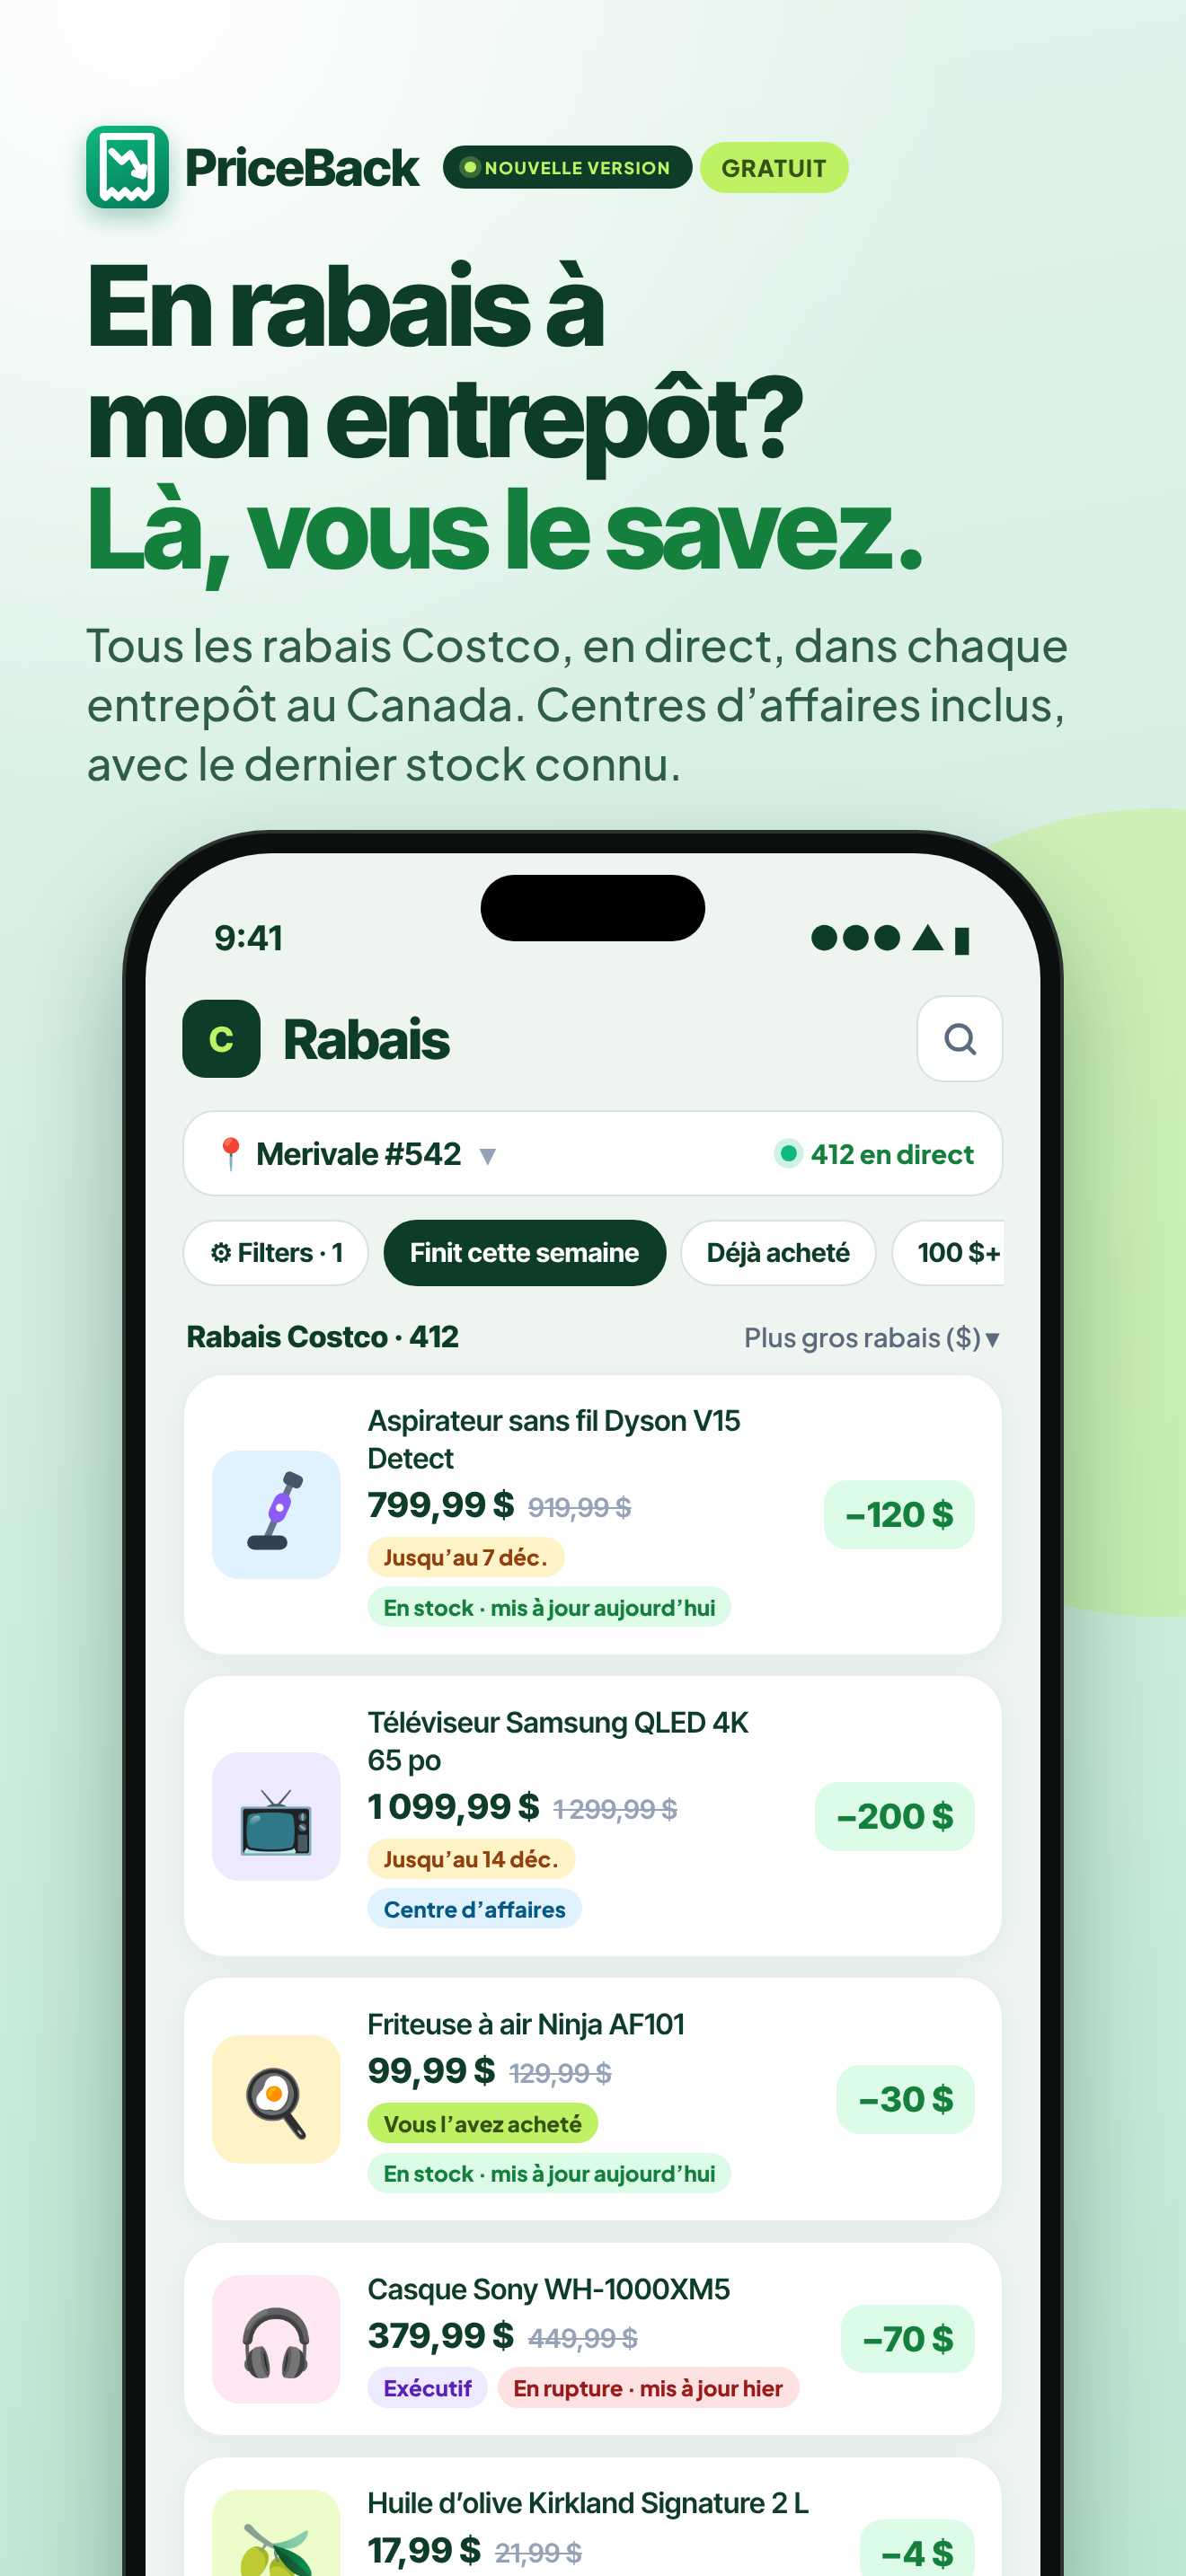 PriceBack NOUVELLE VERSION GRATUIT
En rabais à
mon entrepôt?
Là, vous le savez.
Tous les rabais Costco, en direct, dans chaque
entrepôt au Canada. Centres d’affaires inclus,
avec le dernier stock connu.
9:41
C Rabais
Merivale #542 ▼ 412 en direct
⚙ Filters · 1 Finit cette semaine Déjà acheté 100 $+
Rabais Costco · 412 Plus gros rabais ($) ▾
Aspirateur sans fil Dyson V15
Detect
799,99 $ 919,99 $ −120 $
Jusqu’au 7 déc.
En stock · mis à jour aujourd’hui
Téléviseur Samsung QLED 4K
65 po
1 099,99 $ 1 299,99 $ −200 $
Jusqu’au 14 déc.
Centre d’affaires
Friteuse à air Ninja AF101
99,99 $ 129,99 $ −30 $
Vous l’avez acheté
En stock · mis à jour aujourd’hui
Casque Sony WH-1000XM5
379,99 $ 449,99 $ −70 $
Exécutif En rupture · mis à jour hier
Huile d’olive Kirkland Signature 2 L
17,99 $ 21,99 $ −4 $